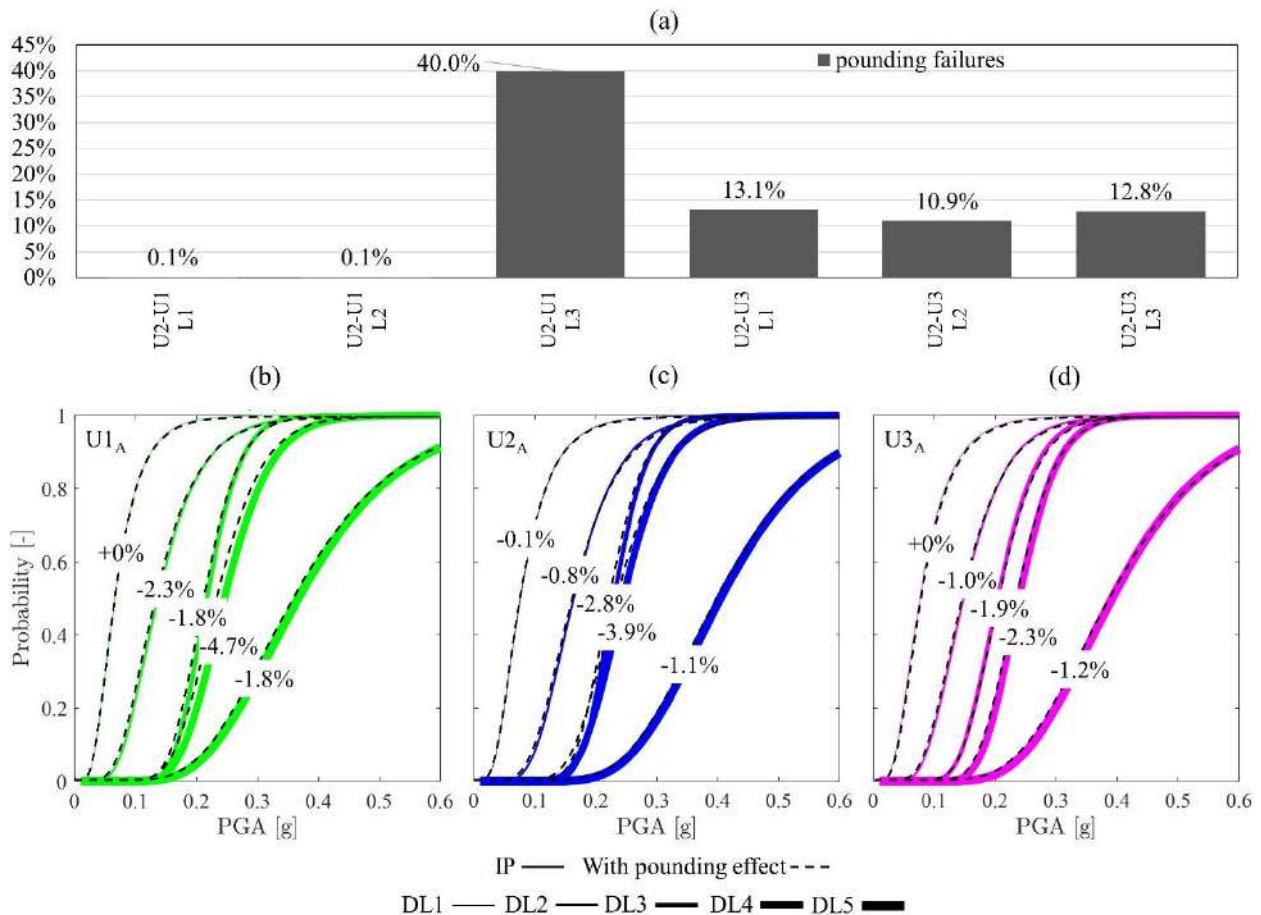 (a)
45%
40%
35%
30%
25%
20%
15%
10%
5%
0%
40.0%
pounding failures
13.1%
10.9%
12.8%
0.1%
0.1%
U2-U1
L1
U2-U1
L2
U2-U1
L3
U2-U3
L1
U2-U3
L2
U2-U3
L3
(b)
(c)
(d)
Probability [-]
1
0.8
0.6
0.4
0.2
0
U1A
+0%
-2.3%
-1.8%
-4.7%
-1.8%
0 0.1 0.2 0.3 0.4 0.5 0.6
PGA [g]
U2A
-0.1%
-0.8%
-2.8%
-3.9%
-1.1%
0 0.1 0.2 0.3 0.4 0.5 0.6
PGA [g]
U3A
+0%
-1.0%
-1.9%
-2.3%
-1.2%
0 0.1 0.2 0.3 0.4 0.5 0.6
PGA [g]
IP With pounding effect
DL1 DL2 DL3 DL4 DL5